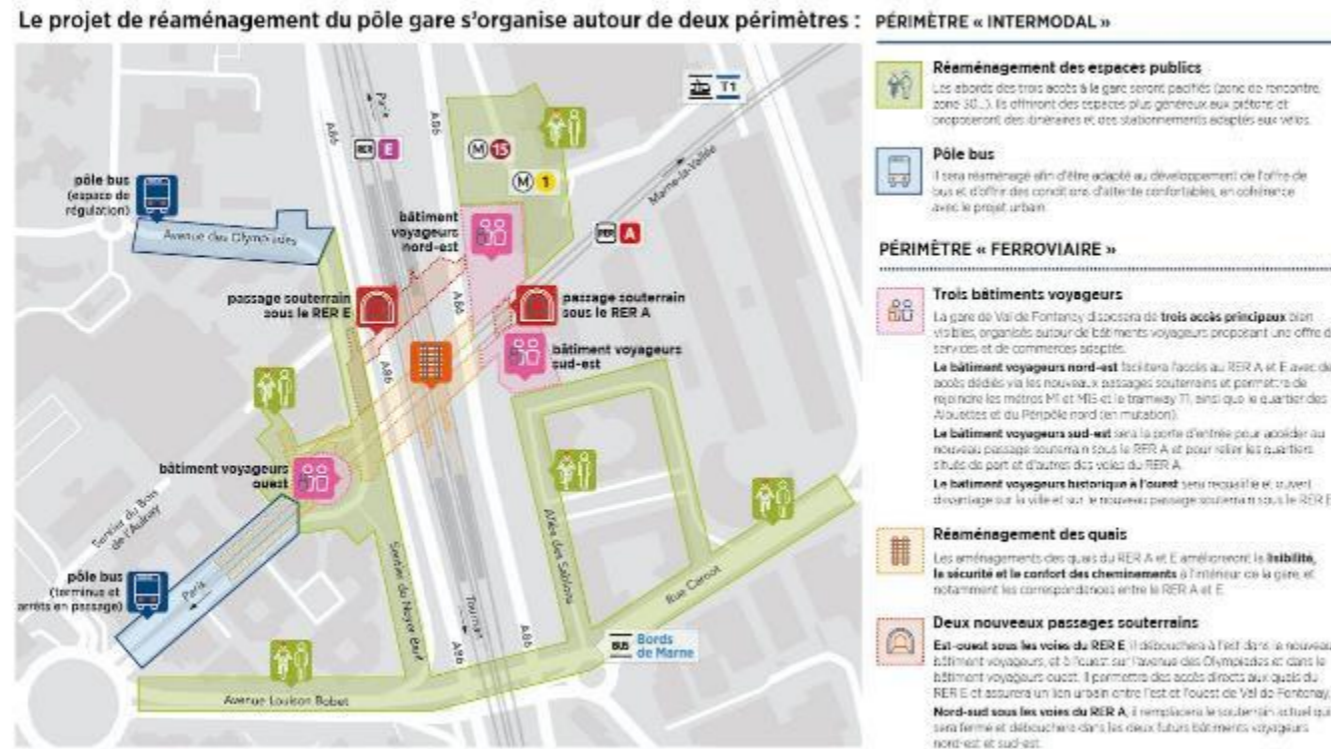 Le projet de réaménagement du pôle gare s'organise autour de deux périmètres :
Paris
A86
A86
RER E
M 15
M 1
T1
Marne-la-Vallée
RER A
pôle bus
(espace de
régulation)
Avenue des Olympiades
bâtiment
voyageurs
nord-est
passage souterrain
sous le RER E
A86
A86
passage souterrain
sous le RER A
bâtiment voyageurs
sud-est
bâtiment voyageurs
ouest
Sentier du Bois
de l'Aulnay
pôle bus
(terminus et
arrêts en passage)
Paris
Sentier du Noyer
Tournan
A86
A86
Allée des Sablons
Rue Carnot
BUS Bords
de Marne
Avenue Louison Bobet
PÉRIMÈTRE « INTERMODAL »
Réaménagement des espaces publics
Les abords des trois accès à la gare seront pacifiés (zone de rencontre,
zone 30...). Ils offriront des espaces plus généreux aux piétons et
proposeront des itinéraires et des stationnements adaptés aux vélos.
Pôle bus
Il sera réaménagé afin d'être adapté au développement de l'offre de
bus et d'offrir des conditions d'attente confortables, en cohérence
avec le projet urbain.
PÉRIMÈTRE « FERROVIAIRE »
Trois bâtiments voyageurs
La gare de Val de Fontenay disposera de trois accès principaux bien
visibles, organisés autour de bâtiments voyageurs proposant une offre d
services et de commerces adaptés.
Le bâtiment voyageurs nord-est facilitera l'accès au RER A et E avec de
accès dédiés via les nouveaux passages souterrains et permettra de
rejoindre les métros M1 et M15 et le tramway T1, ainsi que le quartier des
Alouettes et du Péripôle nord (en mutation).
Le bâtiment voyageurs sud-est sera la porte d'entrée pour accéder au
nouveau passage souterrain sous le RER A et pour relier les quartiers
situés de part et d'autres des voies du RER A.
Le bâtiment voyageurs historique à l'ouest sera requalifié et ouvert
davantage sur la ville et sur le nouveau passage souterrain sous le RER E
Réaménagement des quais
Les aménagements des quais du RER A et E amélioreront la lisibilité,
la sécurité et le confort des cheminements à l'intérieur de la gare, et
notamment les correspondances entre le RER A et E.
Deux nouveaux passages souterrains
Est-ouest sous les voies du RER E, il débouchera à l'est dans le nouveau
bâtiment voyageurs, et à l'ouest sur l'avenue des Olympiades et dans le
bâtiment voyageurs ouest. Il permettra des accès directs aux quais du
RER E et assurera un lien urbain entre l'est et l'ouest de Val de Fontenay.
Nord-sud sous les voies du RER A, il remplacera le souterrain actuel qui
sera fermé et débouchera dans les deux futurs bâtiments voyageurs
nord-est et sud-est.